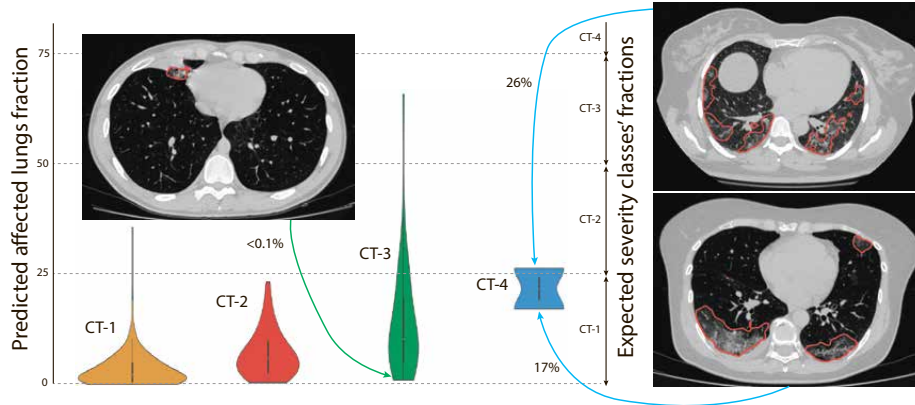 Predicted affected lungs fraction
75
50
25
0
CT-1
CT-2
CT-3
CT-4
<0.1%
26%
17%
CT-4
CT-3
CT-2
CT-1
Expected severity classes' fractions